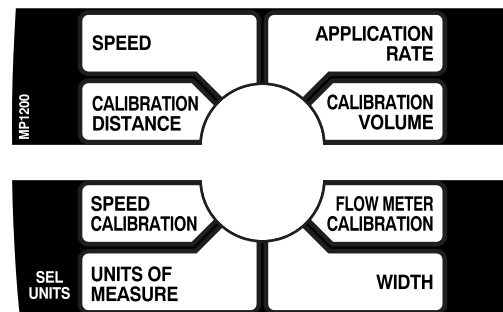 SPEED
APPLICATION
RATE
MP1200
CALIBRATION
DISTANCE
CALIBRATION
VOLUME
SPEED
CALIBRATION
FLOW METER
CALIBRATION
SEL
UNITS
UNITS OF
MEASURE
WIDTH